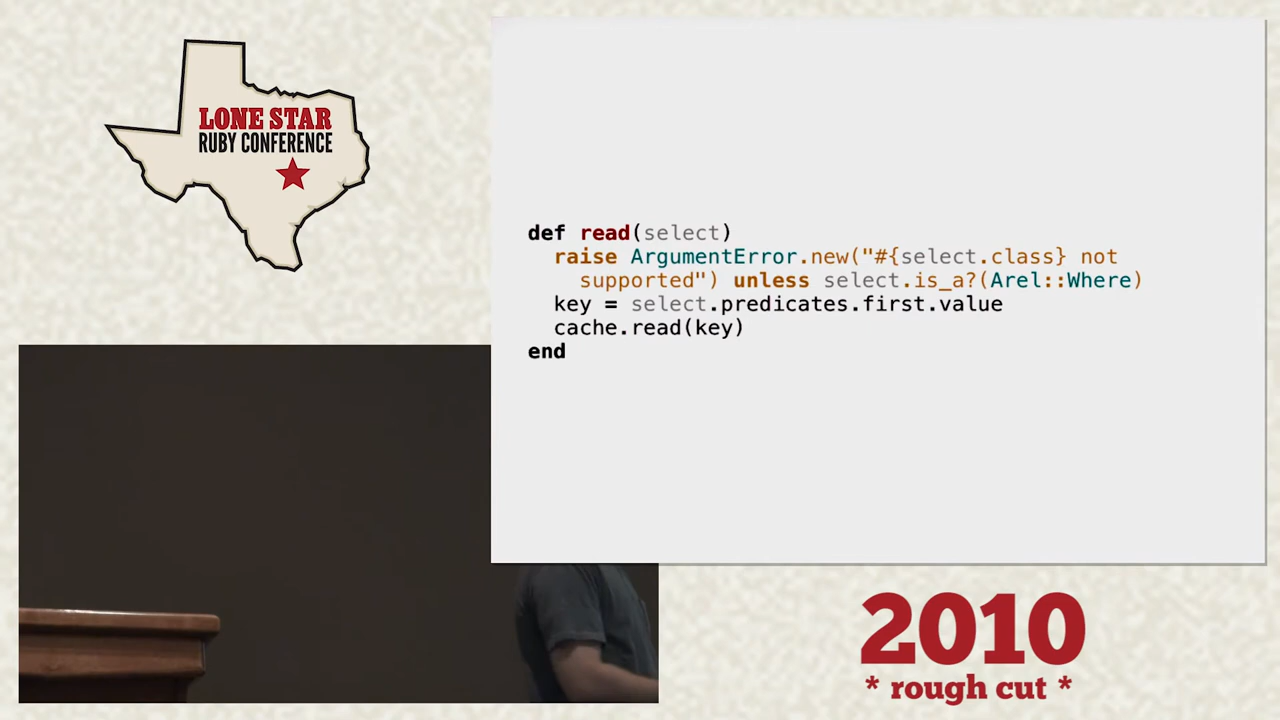 LONE STAR
RUBY CONFERENCE
def read(select)
  raise ArgumentError.new("#{select.class} not
    supported") unless select.is_a?(Arel::Where)
  key = select.predicates.first.value
  cache.read(key)
end
2010
* rough cut *